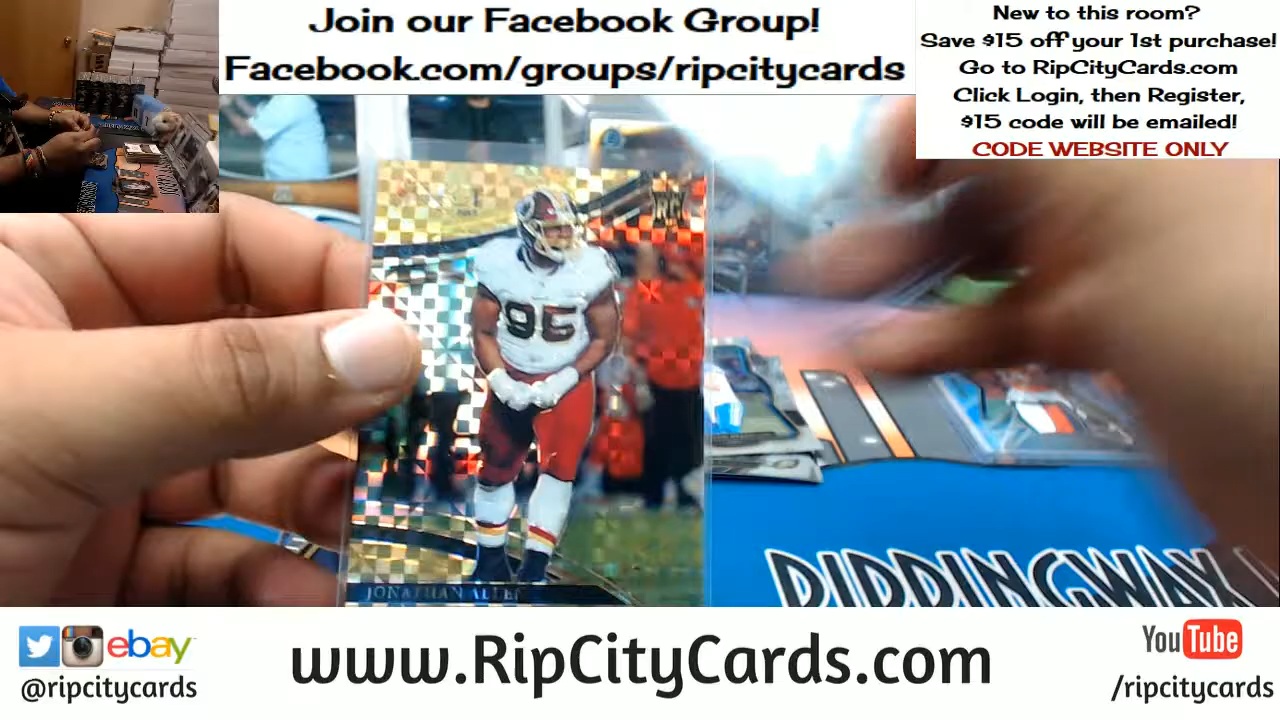 Join our Facebook Group!
Facebook.com/groups/ripcitycards
New to this room?
Save $15 off your 1st purchase!
Go to RipCityCards.com
Click Login, then Register,
$15 code will be emailed!
CODE WEBSITE ONLY
95
JONATHAN ALLEN
RIPPINGWAX
ebay
@ripcitycards
www.RipCityCards.com
YouTube
/ripcitycards